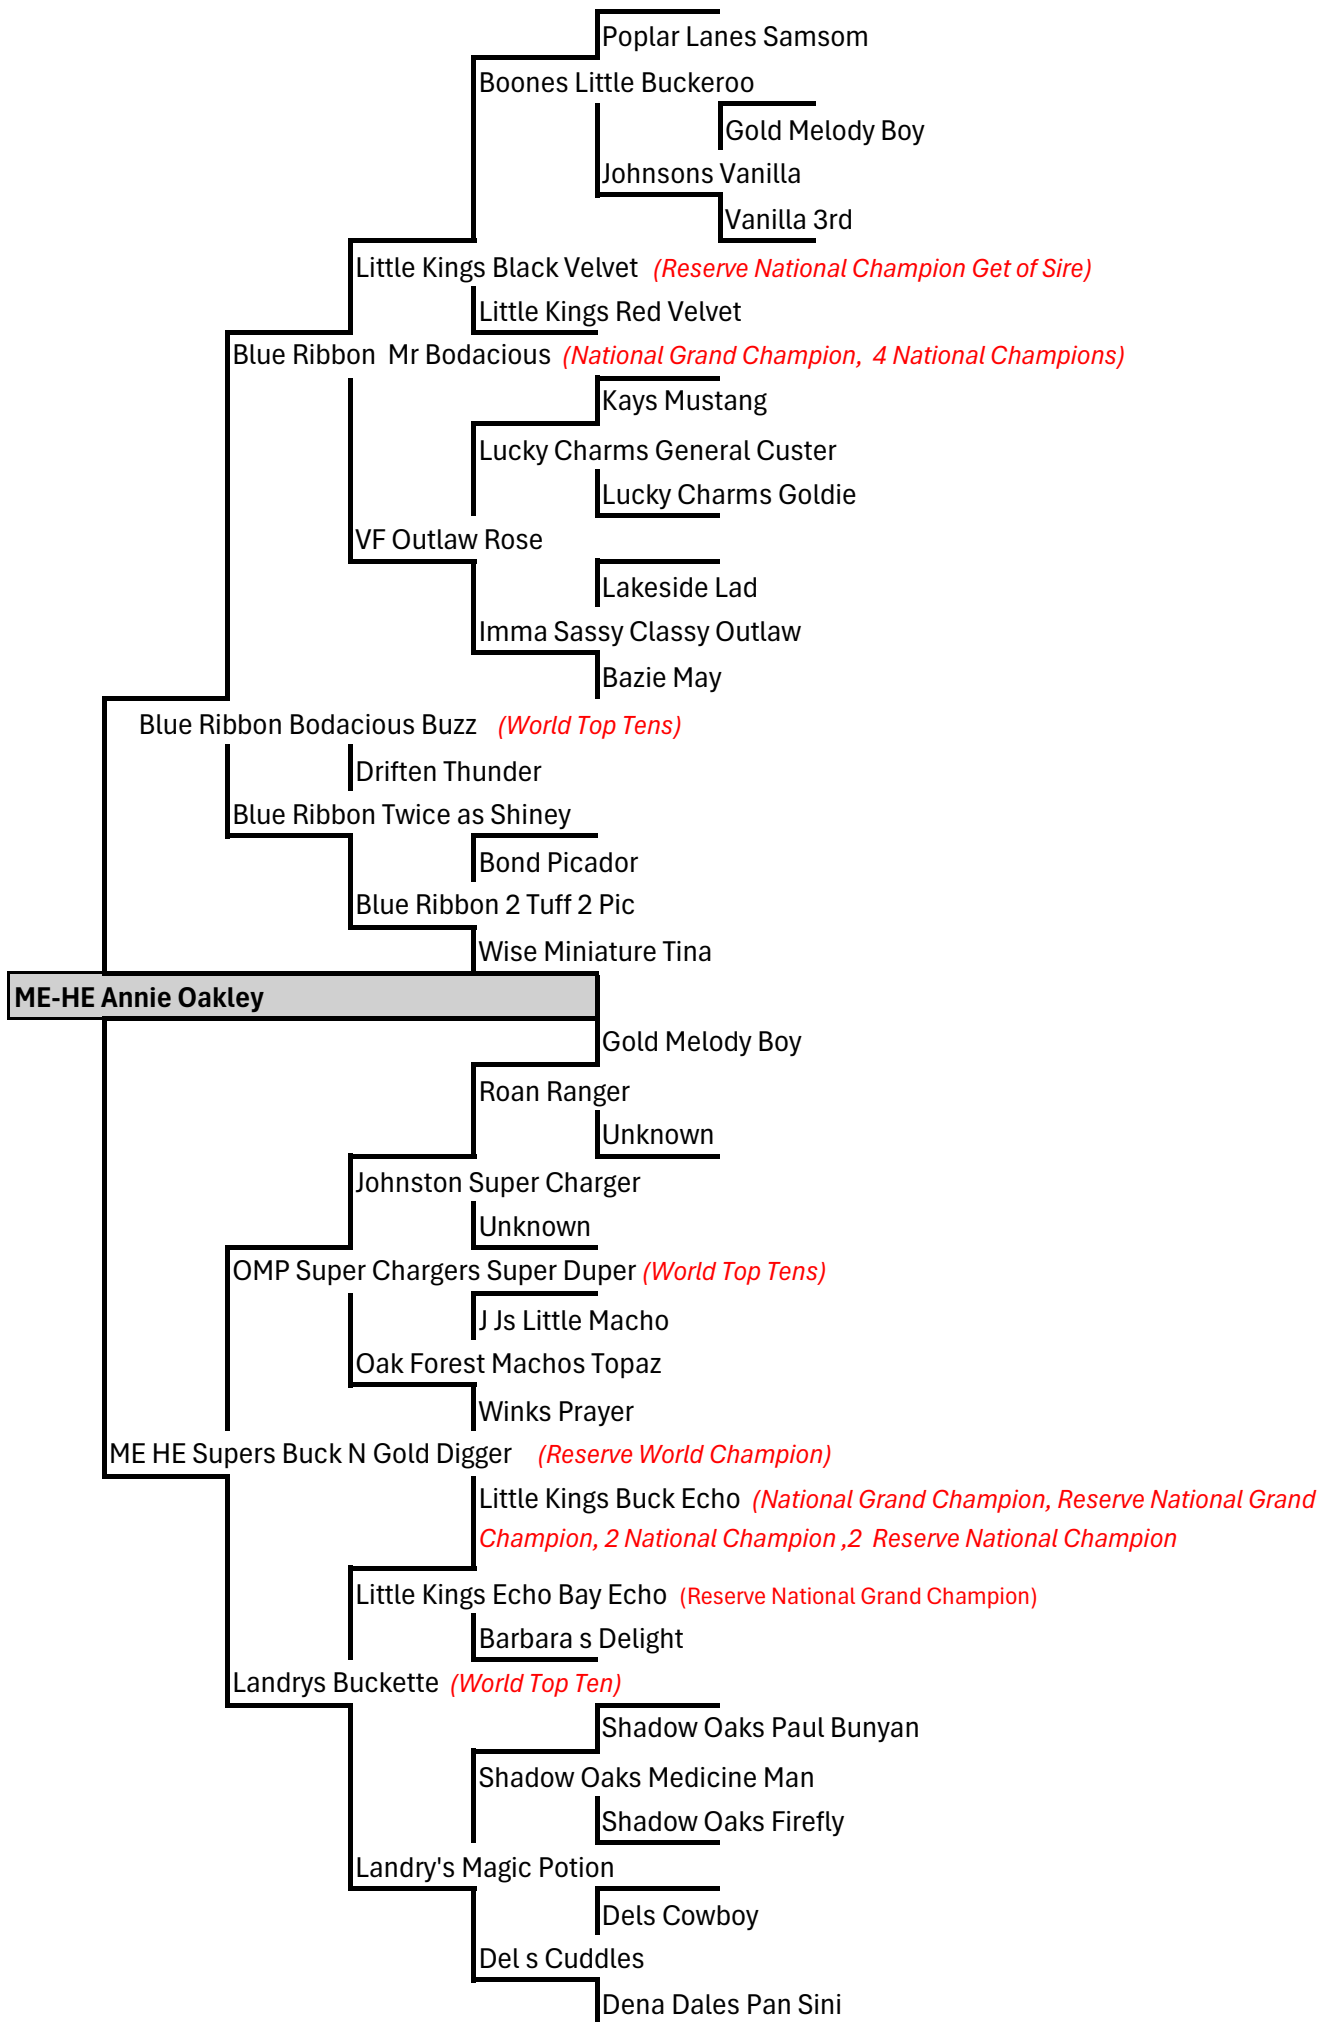 Poplar Lanes Samsom
Boones Little Buckeroo
Gold Melody Boy
Johnsons Vanilla
Vanilla 3rd
Little Kings Black Velvet (Reserve National Champion Get of Sire)
Little Kings Red Velvet
Blue Ribbon Mr Bodacious (National Grand Champion, 4 National Champions)
Kays Mustang
Lucky Charms General Custer
Lucky Charms Goldie
VF Outlaw Rose
Lakeside Lad
Imma Sassy Classy Outlaw
Bazie May
Blue Ribbon Bodacious Buzz (World Top Tens)
Driften Thunder
Blue Ribbon Twice as Shiney
Bond Picador
Blue Ribbon 2 Tuff 2 Pic
Wise Miniature Tina
ME-HE Annie Oakley
Gold Melody Boy
Roan Ranger
Unknown
Johnston Super Charger
Unknown
OMP Super Chargers Super Duper (World Top Tens)
J Js Little Macho
Oak Forest Machos Topaz
Winks Prayer
ME HE Supers Buck N Gold Digger (Reserve World Champion)
Little Kings Buck Echo (National Grand Champion, Reserve National Grand
Champion, 2 National Champion ,2 Reserve National Champion
Little Kings Echo Bay Echo (Reserve National Grand Champion)
Barbara s Delight
Landrys Buckette (World Top Ten)
Shadow Oaks Paul Bunyan
Shadow Oaks Medicine Man
Shadow Oaks Firefly
Landry's Magic Potion
Dels Cowboy
Del s Cuddles
Dena Dales Pan Sini